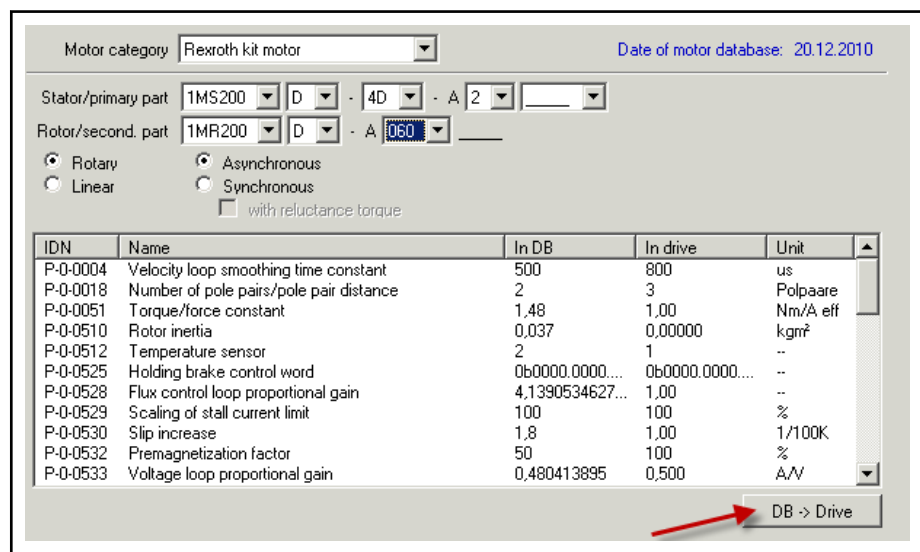 Motor category Rexroth kit motor Date of motor database: 20.12.2010
Stator/primary part 1MS200 D - 4D - A 2 _____
Rotor/second. part 1MR200 D - A 060 _____
Rotary Asynchronous
Linear Synchronous
with reluctance torque
IDN Name In DB In drive Unit
P-0-0004 Velocity loop smoothing time constant 500 800 us
P-0-0018 Number of pole pairs/pole pair distance 2 3 Polpaare
P-0-0051 Torque/force constant 1,48 1,00 Nm/A eff
P-0-0510 Rotor inertia 0,037 0,00000 kgm²
P-0-0512 Temperature sensor 2 1 --
P-0-0525 Holding brake control word 0b0000.0000.... 0b0000.0000.... --
P-0-0528 Flux control loop proportional gain 4,1390534627... 1,00 --
P-0-0529 Scaling of stall current limit 100 100 %
P-0-0530 Slip increase 1,8 1,00 1/100K
P-0-0532 Premagnetization factor 50 100 %
P-0-0533 Voltage loop proportional gain 0,480413895 0,500 A/V
DB -> Drive